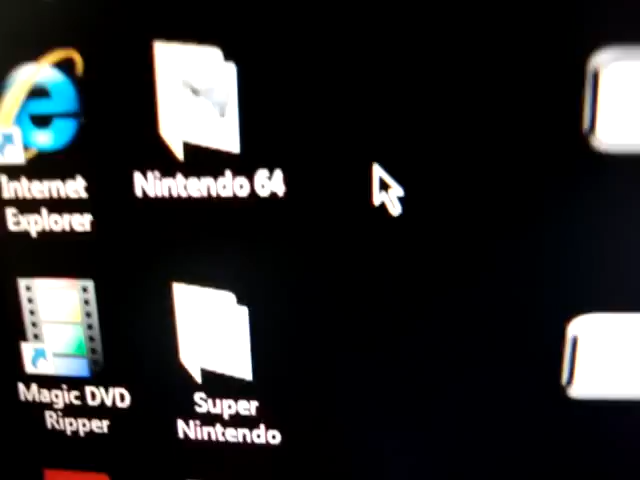 Internet
Explorer
Nintendo 64
Magic DVD
Ripper
Super
Nintendo